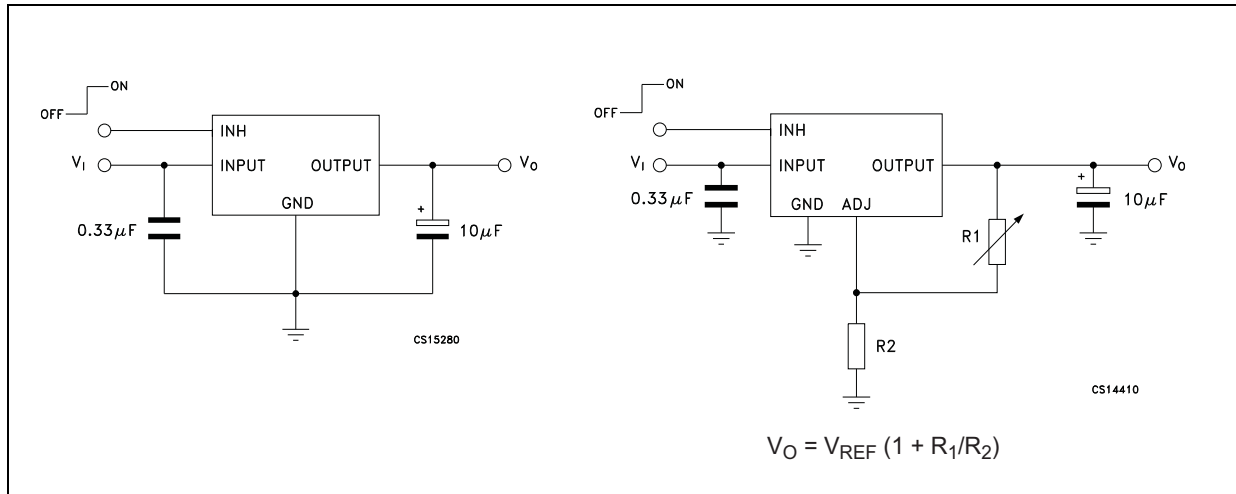 ON
OFF
INH
V_I
INPUT
OUTPUT
V_O
GND
0.33μF
+
10μF
CS15280
ON
OFF
INH
V_I
INPUT
OUTPUT
V_O
0.33μF
GND
ADJ
+
10μF
R1
R2
CS14410
V_O = V_REF (1 + R_1/R_2)